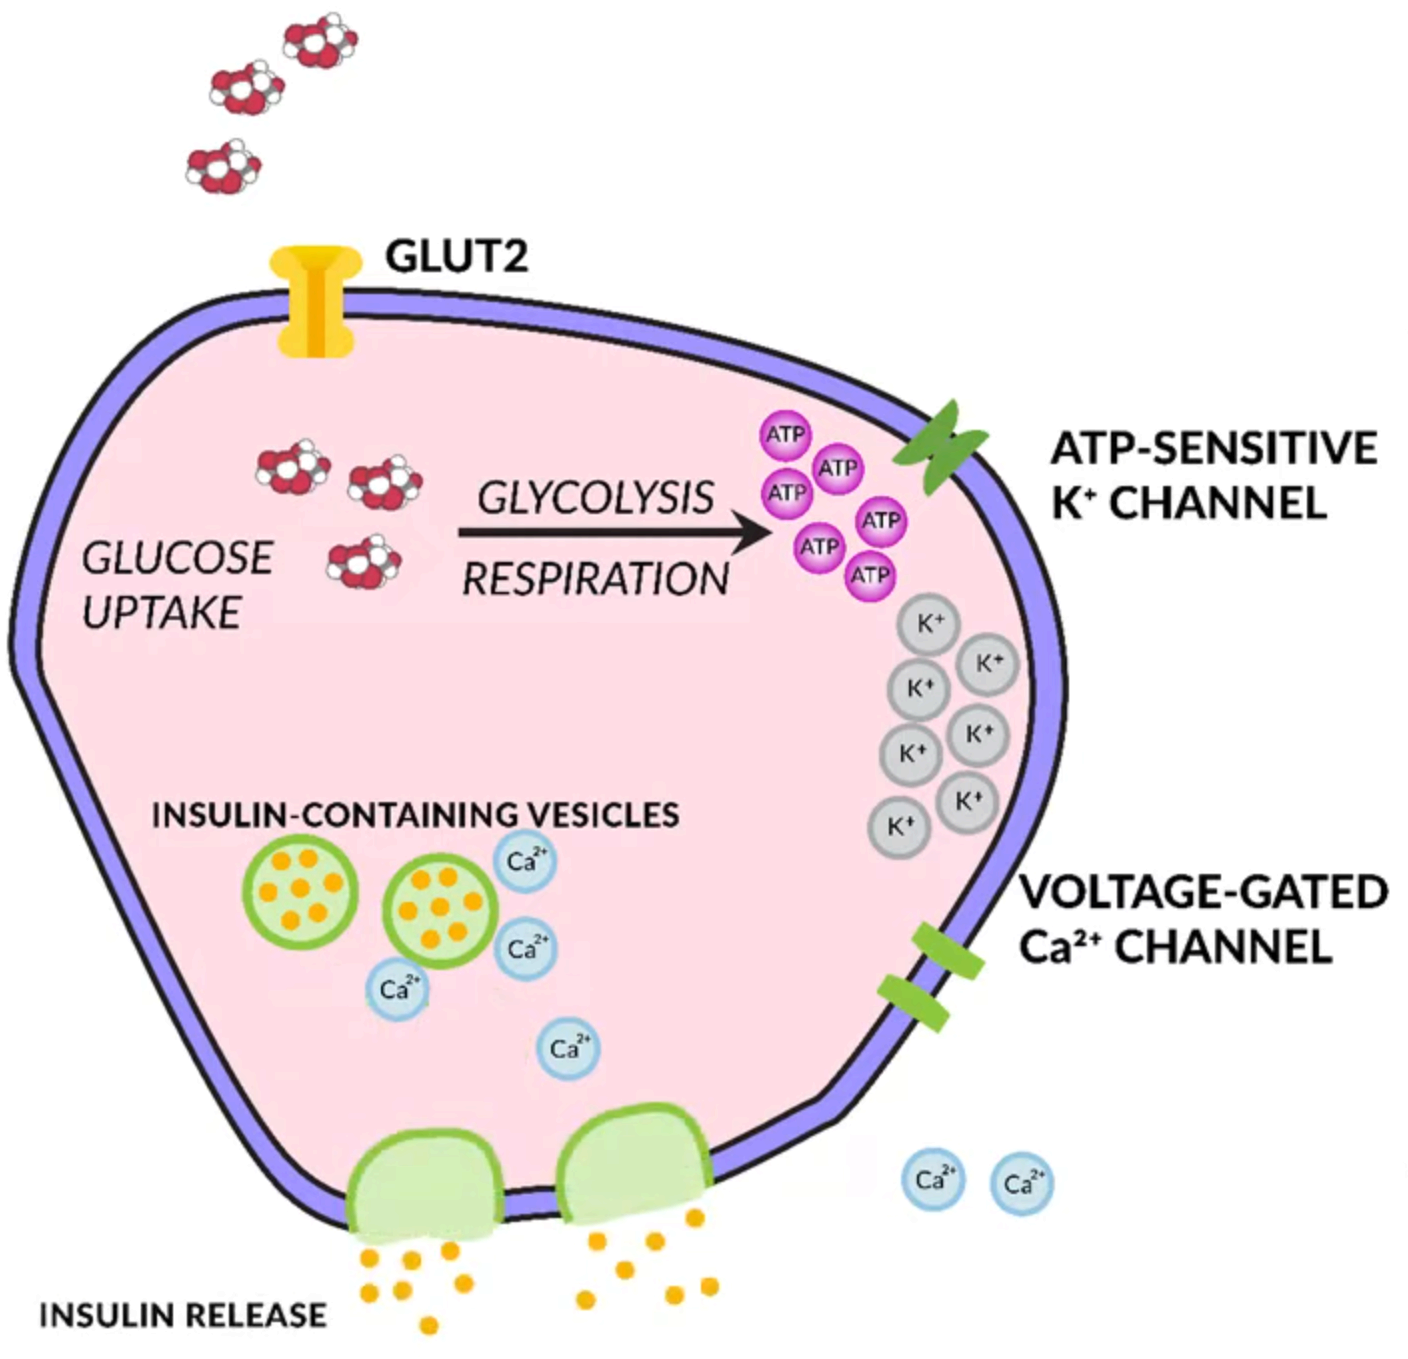 GLUT2
ATP-SENSITIVE
K⁺ CHANNEL
ATP
ATP
ATP
ATP
ATP
ATP
GLYCOLYSIS
RESPIRATION
GLUCOSE
UPTAKE
K⁺
K⁺
K⁺
K⁺
K⁺
K⁺
K⁺
INSULIN-CONTAINING VESICLES
Ca²⁺
Ca²⁺
Ca²⁺
Ca²⁺
VOLTAGE-GATED
Ca²⁺ CHANNEL
Ca²⁺
Ca²⁺
INSULIN RELEASE